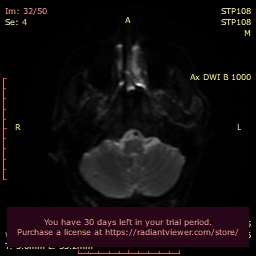 Im: 32/50
STP108
Se: 4
STP108
M
A
Ax DWI B 1000
R
L
You have 30 days left in your trial period.
Purchase a license at https://radiantviewer.com/store/